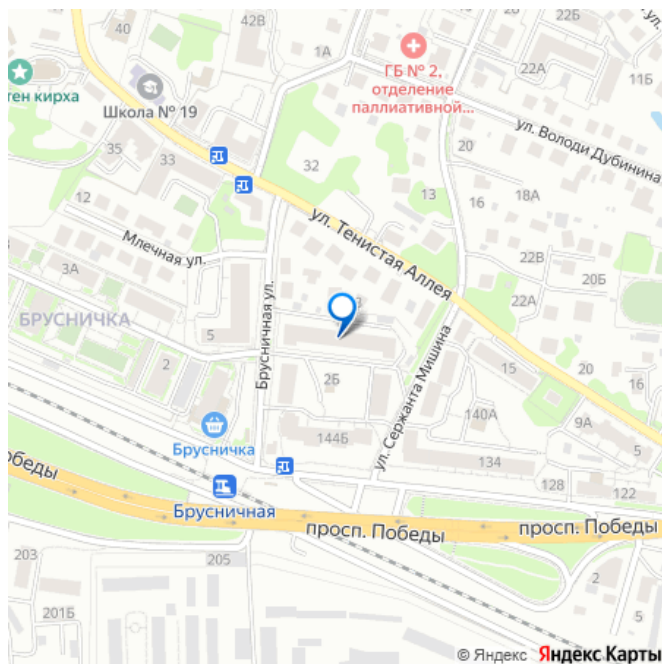 42В
40
1А
22Б
22А
11Б
ГБ № 2,
отделение
паллиативной...
тен кирха
Школа № 19
ул. Володи Дубинина
35
33
32
20
12
13
16
18А
Млечная ул.
ул. Тенистая Аллея
22В
20Б
3А
22А
БРУСНИЧКА
Брусничная ул.
5
2
2Б
ул. Сержанта Мишина
15
20
16
140А
9А
5
Брусничка
144Б
134
128
122
Победы
Брусничная
просп. Победы
просп. Победы
203
205
201Б
2
5
© Яндекс Яндекс Карты